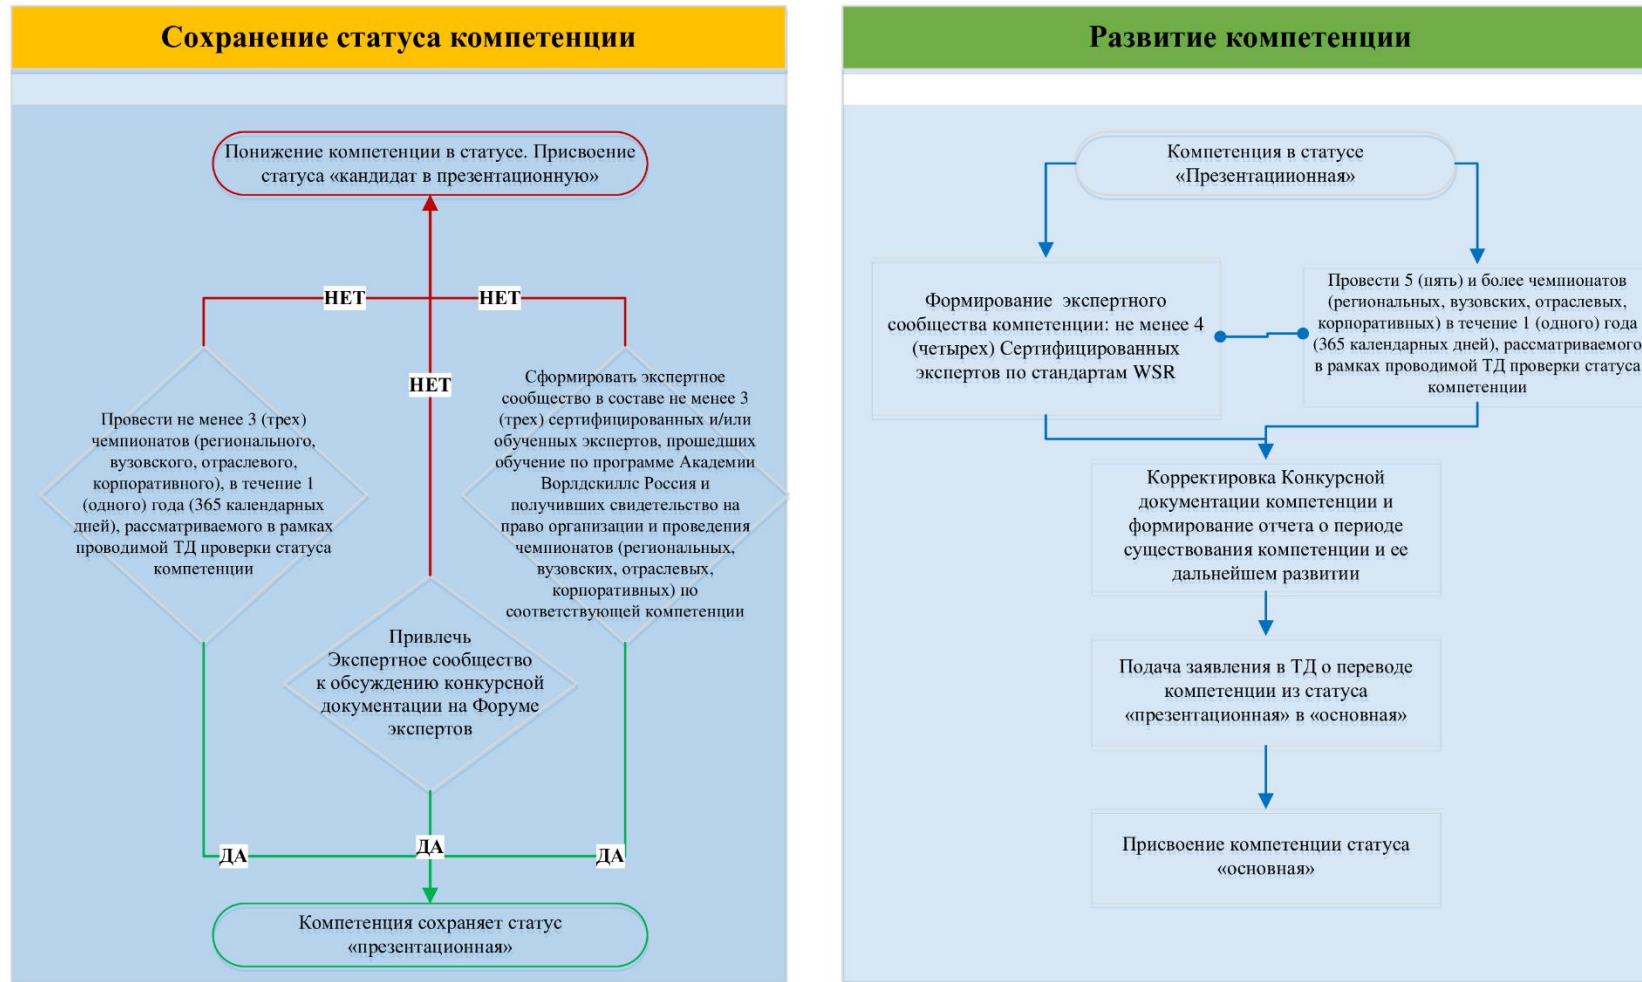 Сохранение статуса компетенции
Понижение компетенции в статусе. Присвоение
статуса «кандидат в презентационную»
НЕТ
НЕТ
НЕТ
Провести не менее 3 (трех)
чемпионатов (регионального,
вузовского, отраслевого,
корпоративного), в течение 1
(одного) года (365 календарных
дней), рассматриваемого в рамках
проводимой ТД проверки статуса
компетенции
Сформировать экспертное
сообщество в составе не менее 3
(трех) сертифицированных и/или
обученных экспертов, прошедших
обучение по программе Академии
Ворлдскиллс Россия и
получивших свидетельство на
право организации и проведения
чемпионатов (региональных,
вузовских, отраслевых,
корпоративных) по
соответствующей компетенции
Привлечь
Экспертное сообщество
к обсуждению конкурсной
документации на Форуме
экспертов
ДА
ДА
ДА
Компетенция сохраняет статус
«презентационная»
Развитие компетенции
Компетенция в статусе
«Презентациионная»
Формирование экспертного
сообщества компетенции: не менее 4
(четырех) Сертифицированных
экспертов по стандартам WSR
Провести 5 (пять) и более чемпионатов
(региональных, вузовских, отраслевых,
корпоративных) в течение 1 (одного) года
(365 календарных дней), рассматриваемого
в рамках проводимой ТД проверки статуса
компетенции
Корректировка Конкурсной
документации компетенции и
формирование отчета о периоде
существования компетенции и ее
дальнейшем развитии
Подача заявления в ТД о переводе
компетенции из статуса
«презентационная» в «основная»
Присвоение компетенции статуса
«основная»